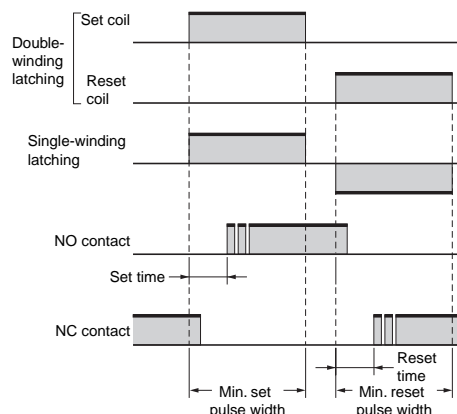 Double-
winding
latching
Set coil
Reset
coil
Single-winding
latching
NO contact
Set time
NC contact
Reset
time
Min. set
pulse width
Min. reset
pulse width